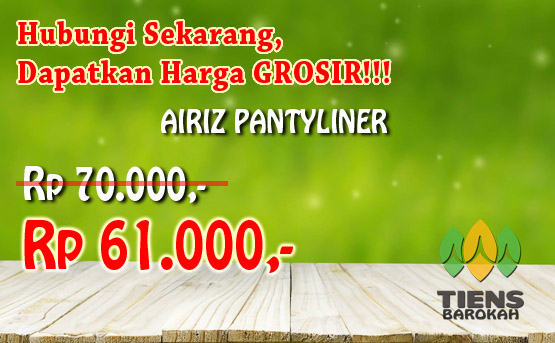 Hubungi Sekarang,
Dapatkan Harga GROSIR!!!
AIRIZ PANTYLINER
Rp 70.000,-
Rp 61.000,-
TIENS
BAROKAH